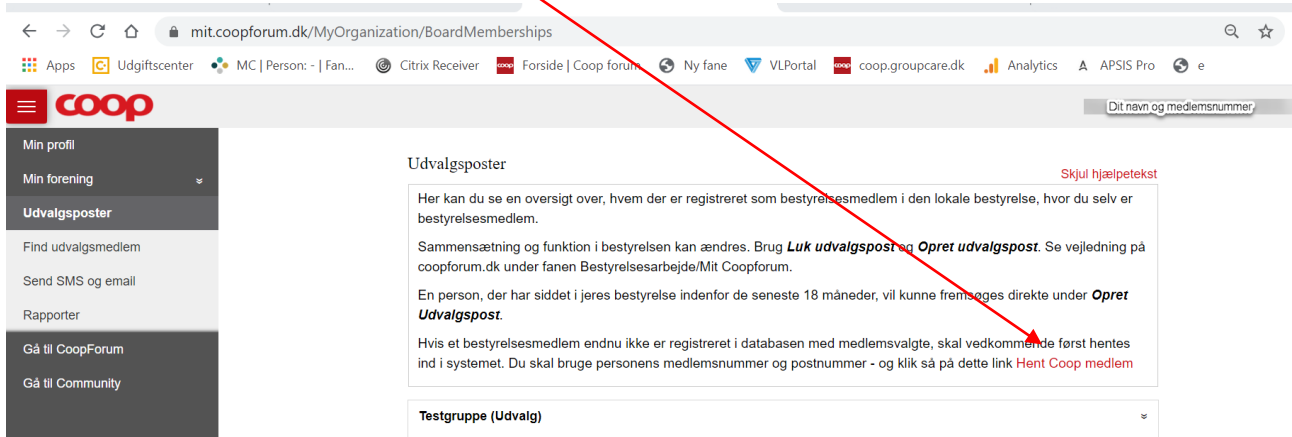 mit.coopforum.dk/MyOrganization/BoardMemberships
Apps Udgiftscenter MC | Person: - | Fan... Citrix Receiver Forside | Coop forum Ny fane VLPortal coop.groupcare.dk Analytics APSIS Pro e
coop
Dit navn og medlemsnummer
Min profil
Min forening
Udvalgsposter
Find udvalgsmedlem
Send SMS og email
Rapporter
Gå til CoopForum
Gå til Community
Udvalgsposter
Skjul hjælpetekst
Her kan du se en oversigt over, hvem der er registreret som bestyrelsesmedlem i den lokale bestyrelse, hvor du selv er
bestyrelsesmedlem.
Sammensætning og funktion i bestyrelsen kan ændres. Brug Luk udvalgspost og Opret udvalgspost. Se vejledning på
coopforum.dk under fanen Bestyrelsesarbejde/Mit Coopforum.
En person, der har siddet i jeres bestyrelse indenfor de seneste 18 måneder, vil kunne fremsøges direkte under Opret
Udvalgspost.
Hvis et bestyrelsesmedlem endnu ikke er registreret i databasen med medlemsvalgte, skal vedkommende først hentes
ind i systemet. Du skal bruge personens medlemsnummer og postnummer - og klik så på dette link Hent Coop medlem
Testgruppe (Udvalg)